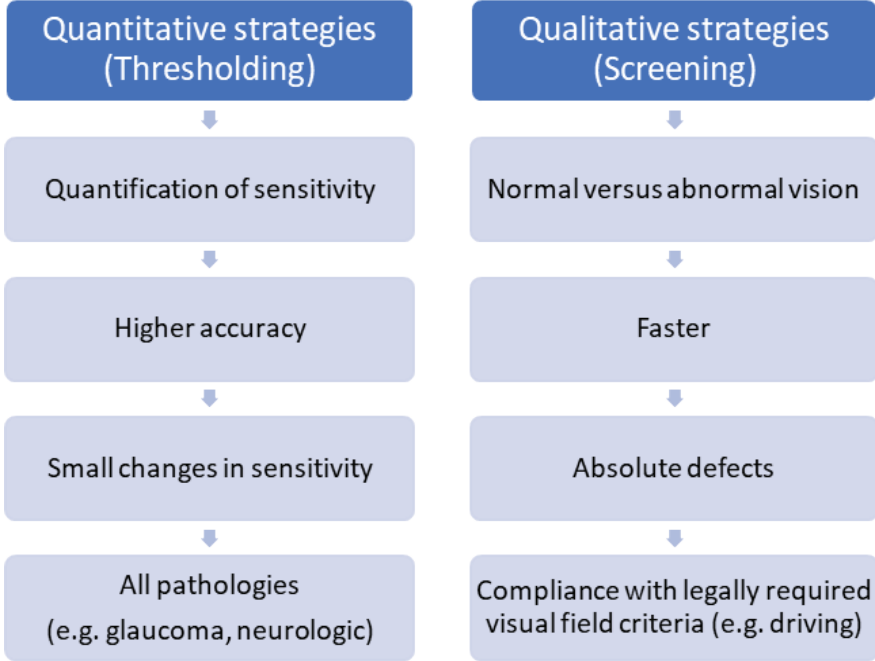 Quantitative strategies
(Thresholding)
Quantification of sensitivity
Higher accuracy
Small changes in sensitivity
All pathologies
(e.g. glaucoma, neurologic)
Qualitative strategies
(Screening)
Normal versus abnormal vision
Faster
Absolute defects
Compliance with legally required
visual field criteria (e.g. driving)